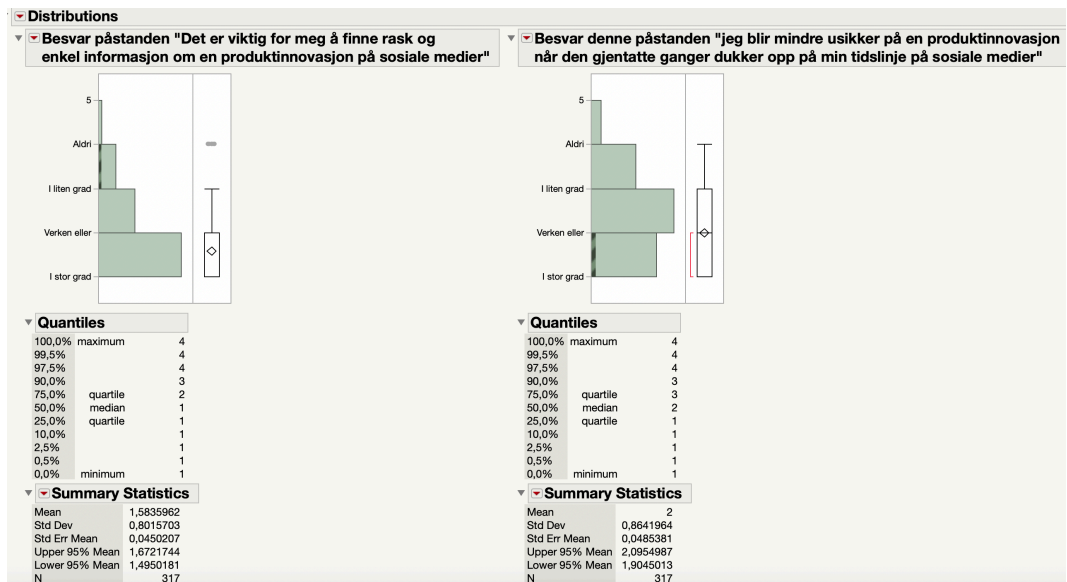 Distributions
Besvar påstanden "Det er viktig for meg å finne rask og
enkel informasjon om en produktinnovasjon på sosiale medier"
5
Aldri
I liten grad
Verken eller
I stor grad
Quantiles
100,0% maximum 4
99,5% 4
97,5% 4
90,0% 3
75,0% quartile 2
50,0% median 1
25,0% quartile 1
10,0% 1
2,5% 1
0,5% 1
0,0% minimum 1
Summary Statistics
Mean 1,5835962
Std Dev 0,8015703
Std Err Mean 0,0450207
Upper 95% Mean 1,6721744
Lower 95% Mean 1,4950181
N 317
Besvar denne påstanden "jeg blir mindre usikker på en produktinnovasjon
når den gjentatte ganger dukker opp på min tidslinje på sosiale medier"
5
Aldri
I liten grad
Verken eller
I stor grad
Quantiles
100,0% maximum 4
99,5% 4
97,5% 4
90,0% 3
75,0% quartile 3
50,0% median 2
25,0% quartile 1
10,0% 1
2,5% 1
0,5% 1
0,0% minimum 1
Summary Statistics
Mean 2
Std Dev 0,8641964
Std Err Mean 0,0485381
Upper 95% Mean 2,0954987
Lower 95% Mean 1,9045013
N 317